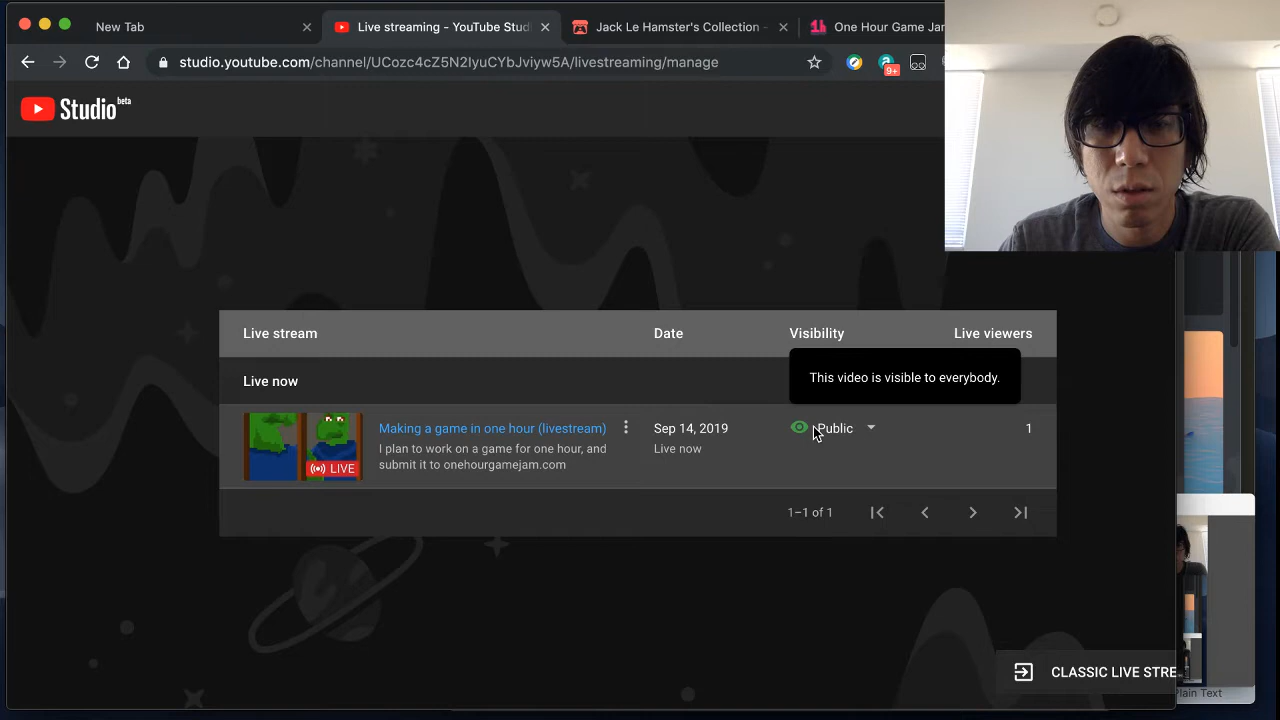 New Tab
Live streaming - YouTube Stud
Jack Le Hamster's Collection -
One Hour Game Jam
studio.youtube.com/channel/UCozc4cZ5N2IyuCYbJviyw5A/livestreaming/manage
9+
Studio beta
Live stream
Date
Visibility
Live viewers
Live now
This video is visible to everybody.
Making a game in one hour (livestream)
Sep 14, 2019
Public
1
I plan to work on a game for one hour, and
Live now
submit it to onehourgamejam.com
LIVE
1–1 of 1
CLASSIC LIVE STRE
Plain Text